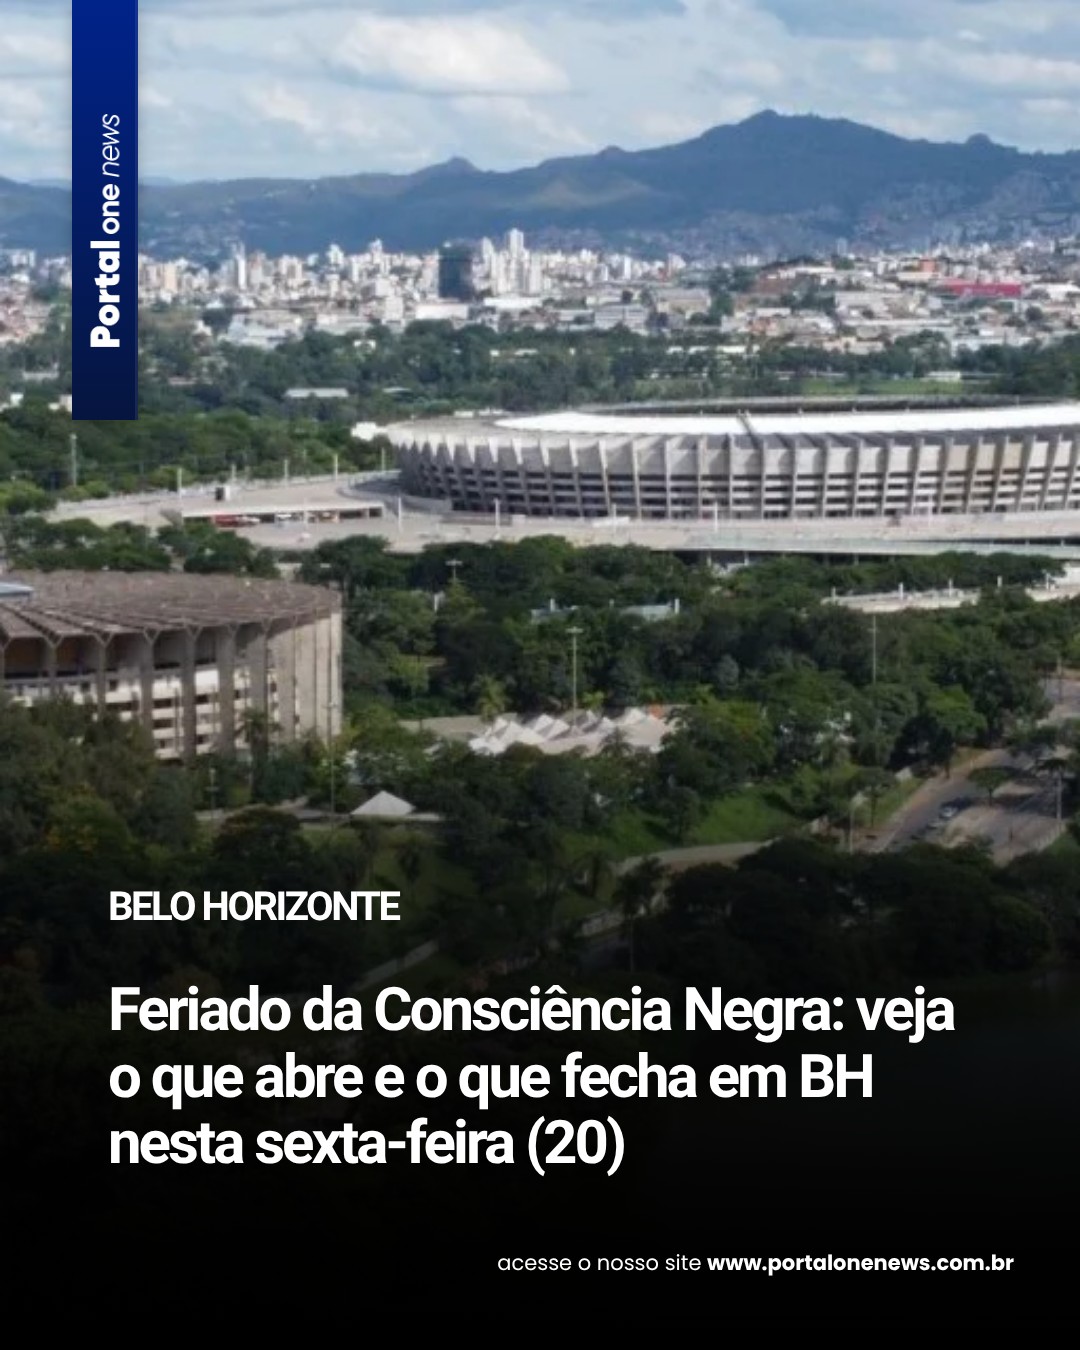 Portal one news
BELO HORIZONTE
Feriado da Consciência Negra: veja
o que abre e o que fecha em BH
nesta sexta-feira (20)
acesse o nosso site www.portalonenews.com.br